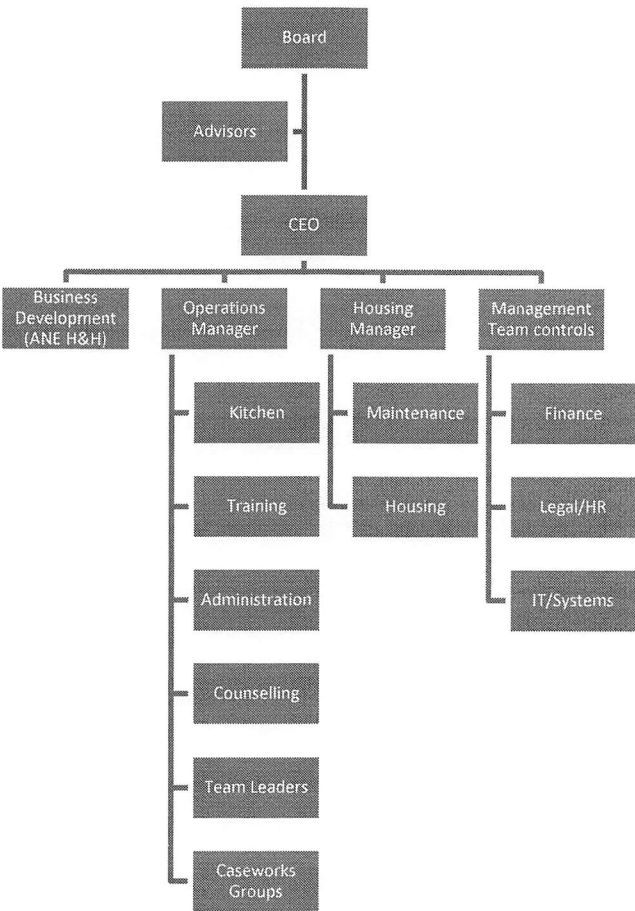 Board
Advisors
CEO
Business
Development
(ANE H&H)
Operations
Manager
Housing
Manager
Management
Team controls
Kitchen
Maintenance
Finance
Training
Housing
Legal/HR
Administration
IT/Systems
Counselling
Team Leaders
Caseworks
Groups